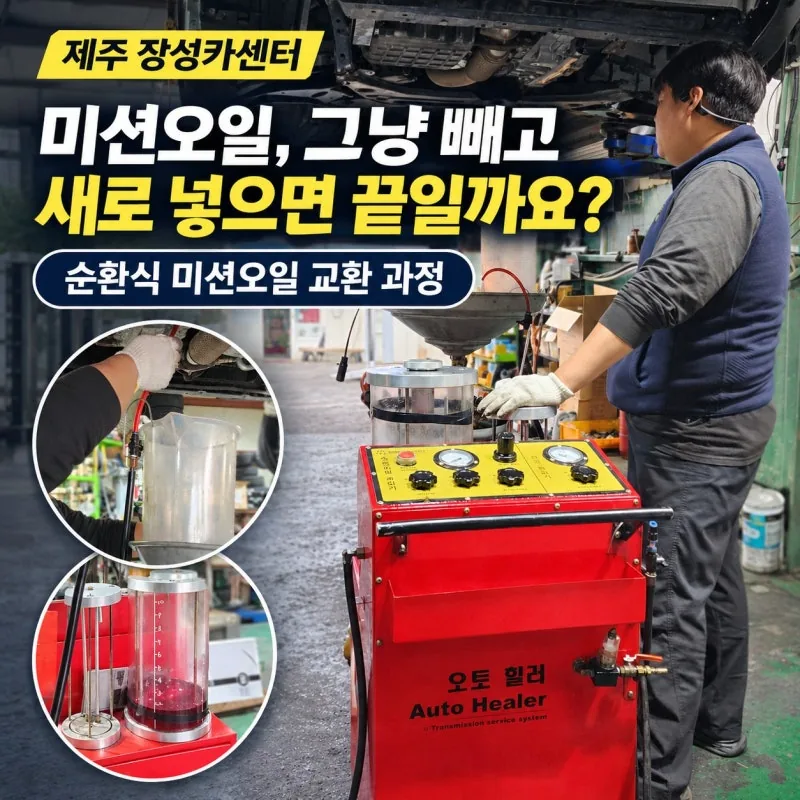 제주 장성카센터
미션오일, 그냥 빼고
새로 넣으면 끝일까요?
순환식 미션오일 교환 과정
오토 힐러
Auto Healer
Transmission service system